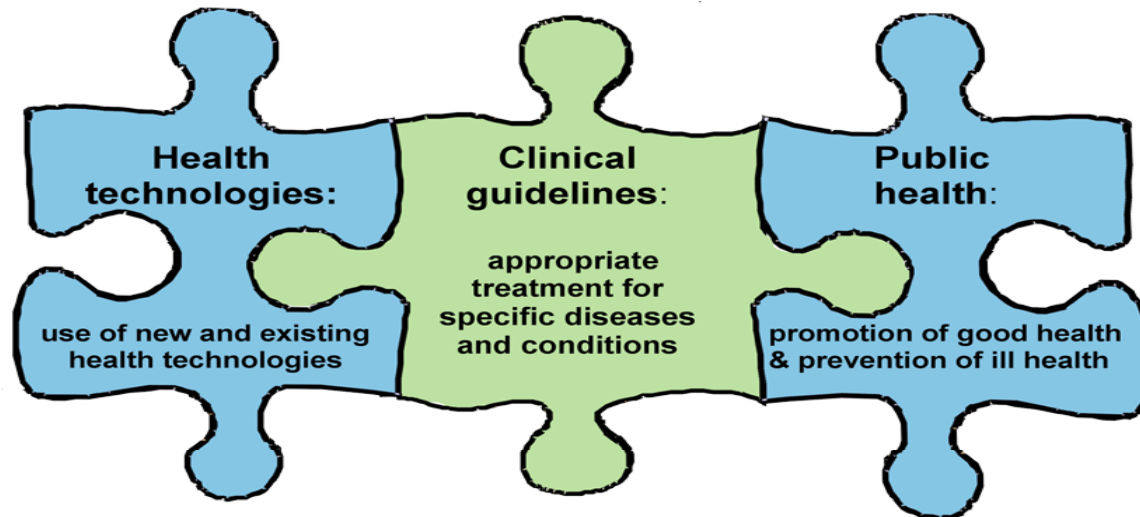 Health
technologies:
use of new and existing
health technologies
Clinical
guidelines:
appropriate
treatment for
specific diseases
and conditions
Public
health:
promotion of good health
& prevention of ill health